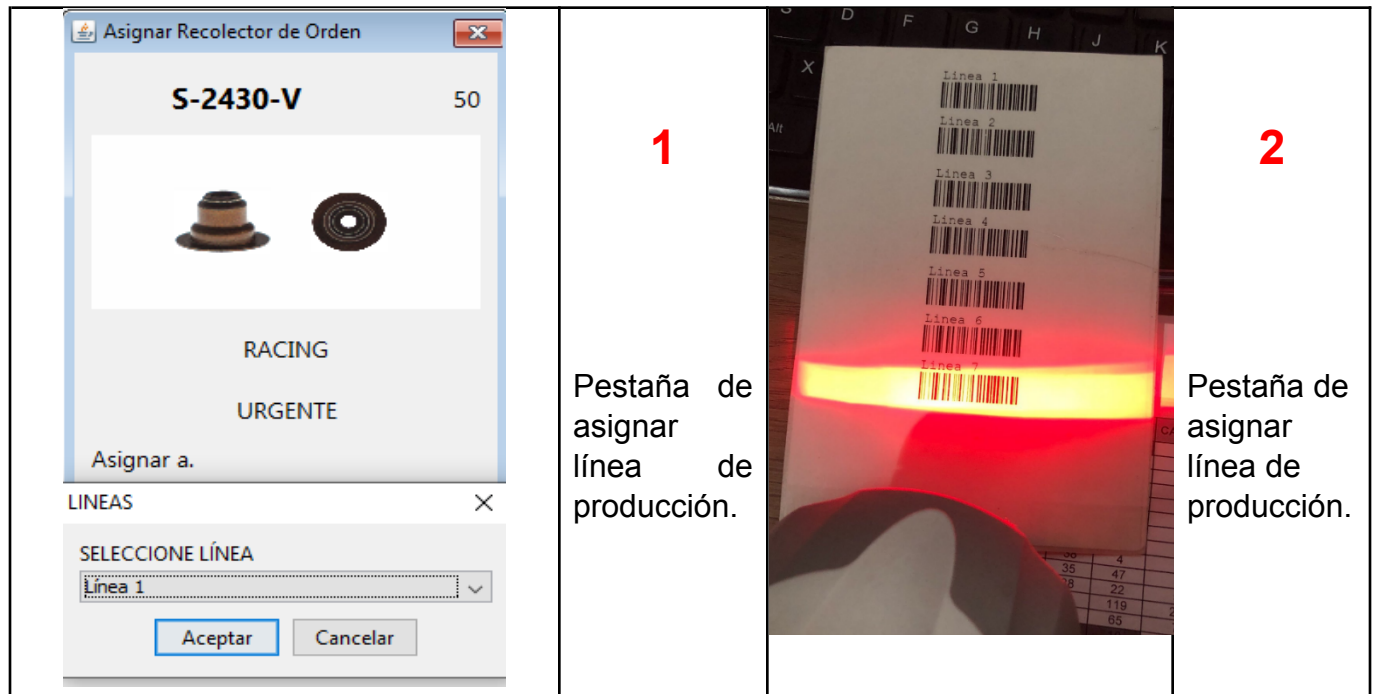 Asignar Recolector de Orden
S-2430-V 50
RACING
URGENTE
Asignar a.
LINEAS
SELECCIONE LÍNEA
Línea 1
Aceptar Cancelar
1
Pestaña de
asignar
línea de
producción.
D F G H J K
X
Alt
Linea 1
Linea 2
Linea 3
Linea 4
Linea 5
Linea 6
Linea 7
4
35 47
22
119
65
2
Pestaña de
asignar
línea de
producción.